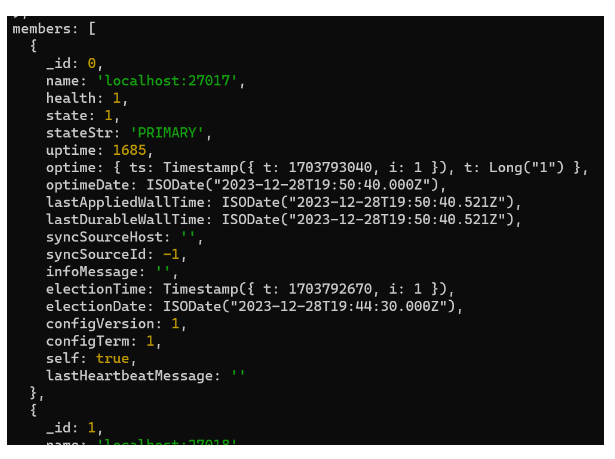 members: [
{
_id: 0,
name: 'localhost:27017',
health: 1,
state: 1,
stateStr: 'PRIMARY',
uptime: 1685,
optime: { ts: Timestamp({ t: 1703793040, i: 1 }), t: Long("1") },
optimeDate: ISODate("2023-12-28T19:50:40.000Z"),
lastAppliedWallTime: ISODate("2023-12-28T19:50:40.521Z"),
lastDurableWallTime: ISODate("2023-12-28T19:50:40.521Z"),
syncSourceHost: '',
syncSourceId: -1,
infoMessage: '',
electionTime: Timestamp({ t: 1703792670, i: 1 }),
electionDate: ISODate("2023-12-28T19:44:30.000Z"),
configVersion: 1,
configTerm: 1,
self: true,
lastHeartbeatMessage: ''
},
{
_id: 1,
name: 'localhost:27018',